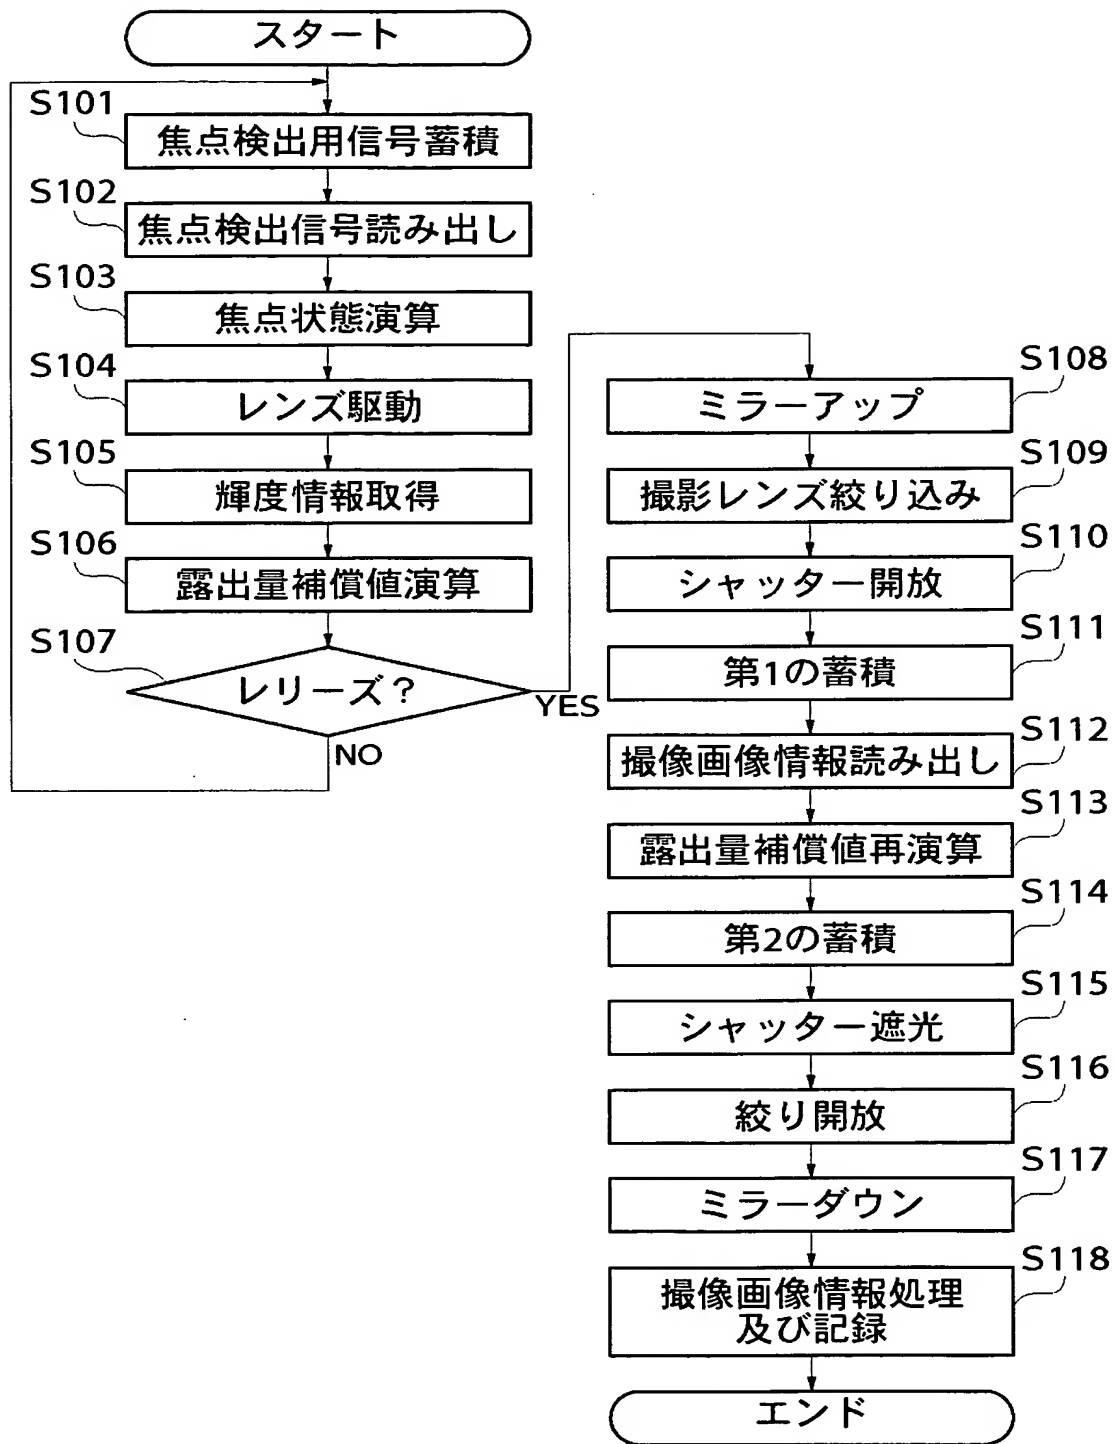 スタート
S101
焦点検出用信号蓄積
S102
焦点検出信号読み出し
S103
焦点状態演算
S104
レンズ駆動
S105
輝度情報取得
S106
露出量補償値演算
S107
レリーズ？
YES
NO
S108
ミラーアップ
S109
撮影レンズ絞り込み
S110
シャッター開放
S111
第1の蓄積
S112
撮像画像情報読み出し
S113
露出量補償値再演算
S114
第2の蓄積
S115
シャッター遮光
S116
絞り開放
S117
ミラーダウン
S118
撮像画像情報処理
及び記録
エンド